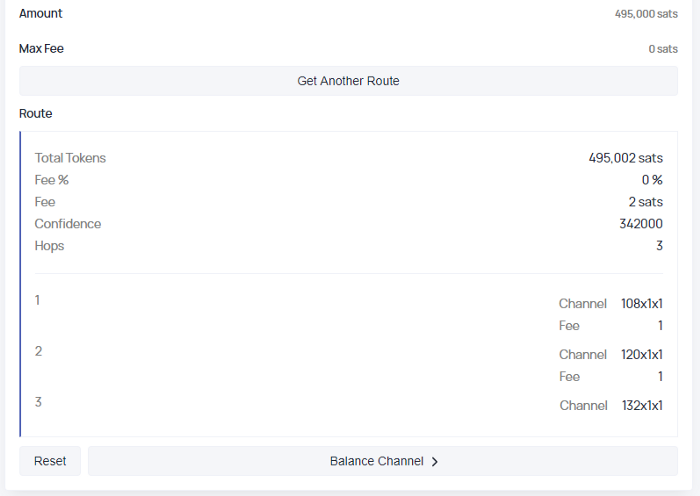 Amount 495,000 sats
Max Fee 0 sats
Get Another Route
Route
Total Tokens 495,002 sats
Fee % 0 %
Fee 2 sats
Confidence 342000
Hops 3
1 Channel 108x1x1
Fee 1
2 Channel 120x1x1
Fee 1
3 Channel 132x1x1
Reset Balance Channel